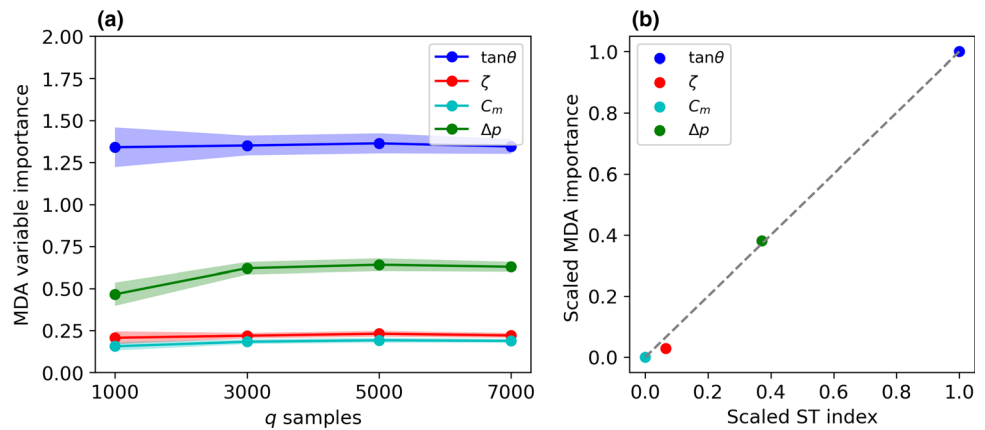 (a)
MDA variable importance
2.00
1.75
1.50
1.25
1.00
0.75
0.50
0.25
0.00
tanθ
ζ
C_m
Δp
1000 3000 5000 7000
q samples
(b)
Scaled MDA importance
1.0
0.8
0.6
0.4
0.2
0.0
tanθ
ζ
C_m
Δp
0.0 0.2 0.4 0.6 0.8 1.0
Scaled ST index